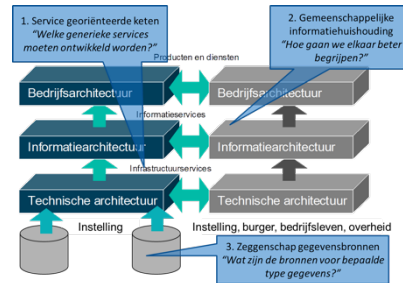 1. Service georiënteerde keten
"Welke generieke services
moeten ontwikkeld worden?"
2. Gemeenschappelijke
informatiehuishouding
"Hoe gaan we elkaar beter
begrijpen?"
Producten en diensten
Bedrijfsarchitectuur
Bedrijfsarchitectuur
Informatieservices
Informatiearchitectuur
Informatiearchitectuur
Infrastructuurservices
Technische architectuur
Technische architectuur
Instelling
Instelling, burger, bedrijfsleven, overheid
3. Zeggenschap gegevensbronnen
"Wat zijn de bronnen voor bepaalde
type gegevens?"